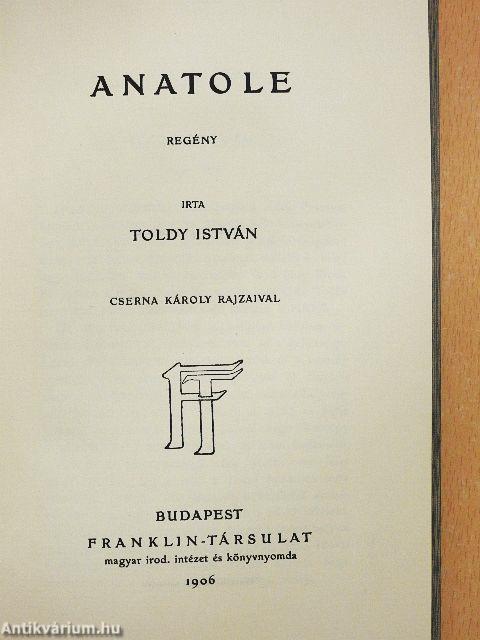 ANATOLE
REGÉNY
IRTA
TOLDY ISTVÁN
CSERNA KÁROLY RAJZAIVAL
FT
BUDAPEST
FRANKLIN-TÁRSULAT
magyar irod. intézet és könyvnyomda
1906
Antikvárium.hu